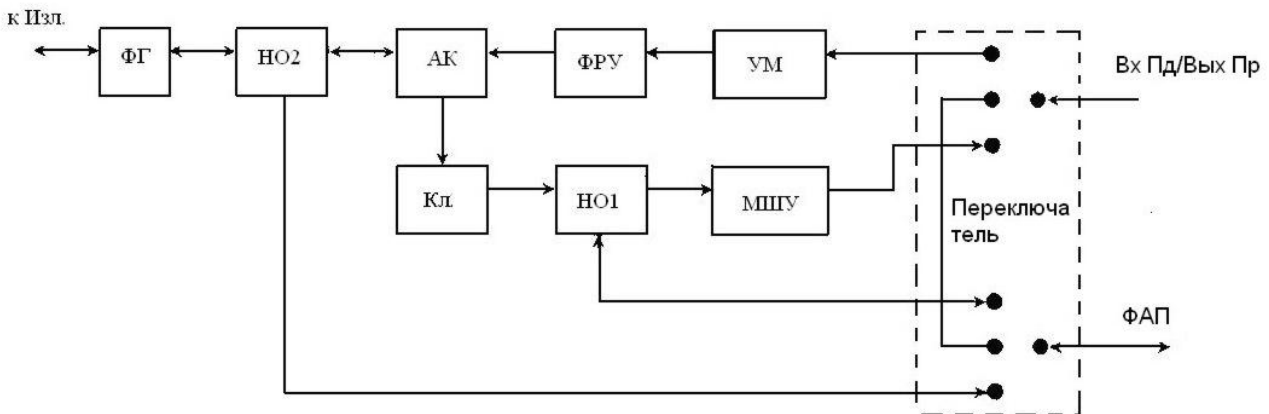 к Изл.
ФГ
НО2
АК
ФРУ
УМ
Вх Пд/Вых Пр
Кл.
НО1
МШУ
Переключа
тель
ФАП